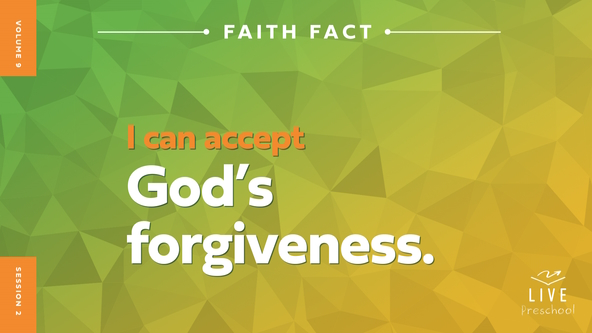 FAITH FACT
VOLUME 9
I can accept
God's
forgiveness.
SESSION 2
LIVE
Preschool